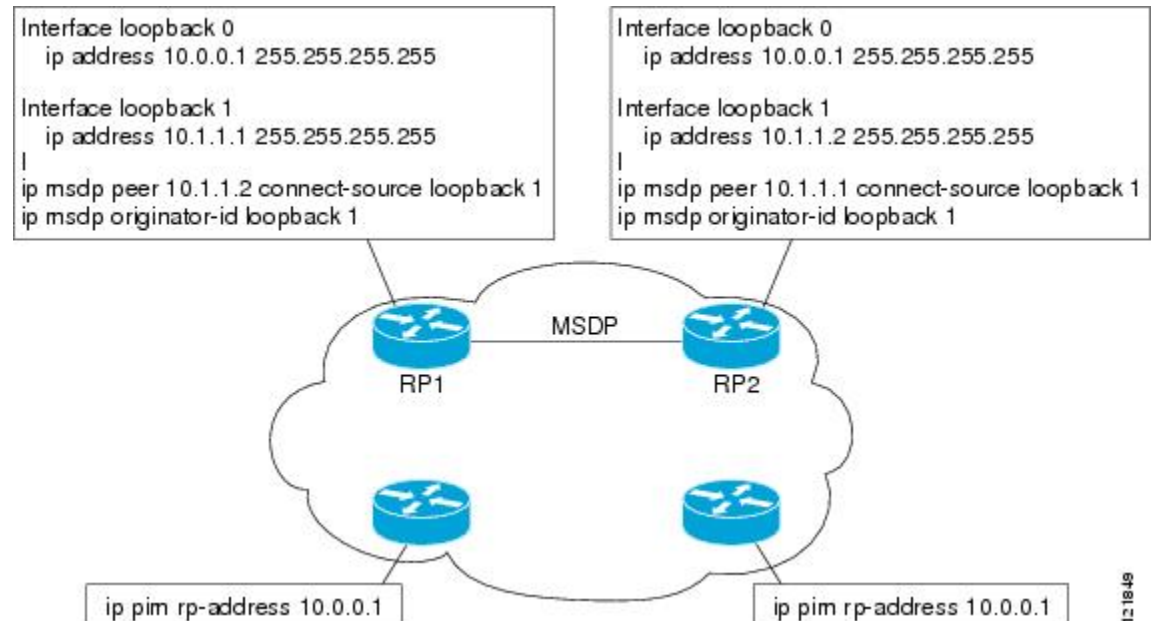 Interface loopback 0
ip address 10.0.0.1 255.255.255.255
Interface loopback 1
ip address 10.1.1.1 255.255.255.255
!
ip msdp peer 10.1.1.2 connect-source loopback 1
ip msdp originator-id loopback 1
Interface loopback 0
ip address 10.0.0.1 255.255.255.255
Interface loopback 1
ip address 10.1.1.2 255.255.255.255
!
ip msdp peer 10.1.1.1 connect-source loopback 1
ip msdp originator-id loopback 1
MSDP
RP1
RP2
ip pim rp-address 10.0.0.1
ip pim rp-address 10.0.0.1
121849